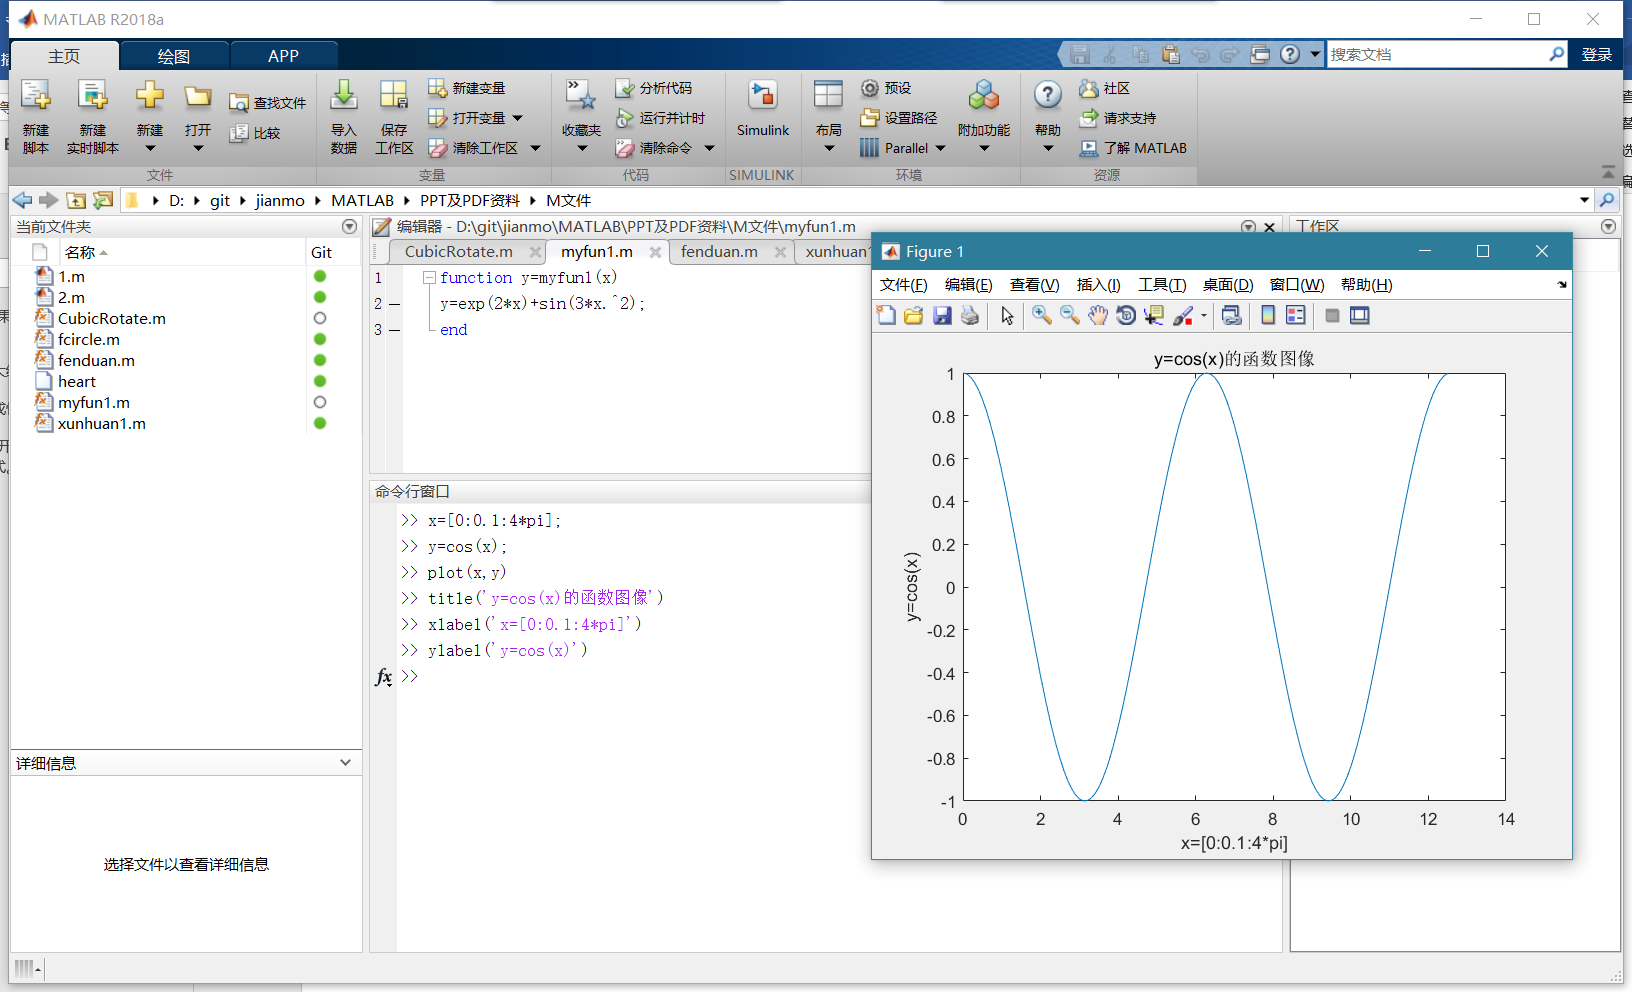 MATLAB R2018a
主页
绘图
APP
搜索文档
登录
新建
脚本
新建
实时脚本
新建
打开
查找文件
比较
文件
导入
数据
保存
工作区
新建变量
打开变量
清除工作区
变量
收藏夹
分析代码
运行并计时
清除命令
代码
Simulink
SIMULINK
布局
预设
设置路径
Parallel
附加功能
环境
帮助
社区
请求支持
了解 MATLAB
资源
D: git jianmo MATLAB PPT及PDF资料 M文件
当前文件夹
名称 Git
1.m
2.m
CubicRotate.m
fcircle.m
fenduan.m
heart
myfun1.m
xunhuan1.m
详细信息
选择文件以查看详细信息
编辑器 - D:\git\jianmo\MATLAB\PPT及PDF资料\M文件\myfun1.m
CubicRotate.m myfun1.m fenduan.m xunhuan1
1 function y=myfun1(x)
2 y=exp(2*x)+sin(3*x.^2);
3 end
命令行窗口
>> x=[0:0.1:4*pi];
>> y=cos(x);
>> plot(x,y)
>> title('y=cos(x)的函数图像')
>> xlabel('x=[0:0.1:4*pi]')
>> ylabel('y=cos(x)')
fx >>
工作区
Figure 1
文件(F) 编辑(E) 查看(V) 插入(I) 工具(T) 桌面(D) 窗口(W) 帮助(H)
y=cos(x)的函数图像
1
0.8
0.6
0.4
0.2
0
-0.2
-0.4
-0.6
-0.8
-1
y=cos(x)
0 2 4 6 8 10 12 14
x=[0:0.1:4*pi]